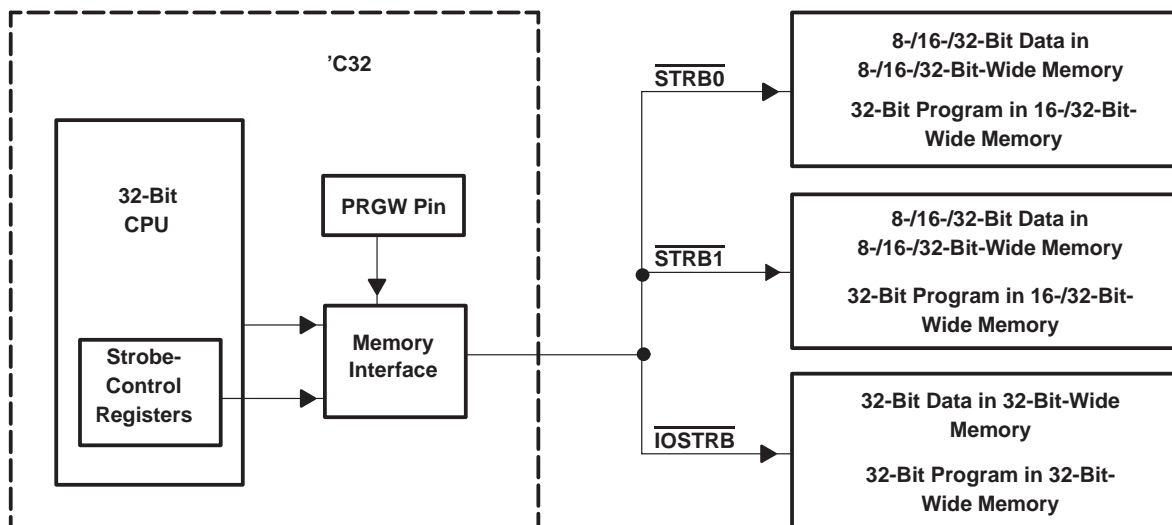 ’C32
32-Bit
CPU
Strobe-
Control
Registers
PRGW Pin
Memory
Interface
STRB0
8-/16-/32-Bit Data in
8-/16-/32-Bit-Wide Memory
32-Bit Program in 16-/32-Bit-
Wide Memory
STRB1
8-/16-/32-Bit Data in
8-/16-/32-Bit-Wide Memory
32-Bit Program in 16-/32-Bit-
Wide Memory
IOSTRB
32-Bit Data in 32-Bit-Wide
Memory
32-Bit Program in 32-Bit-
Wide Memory